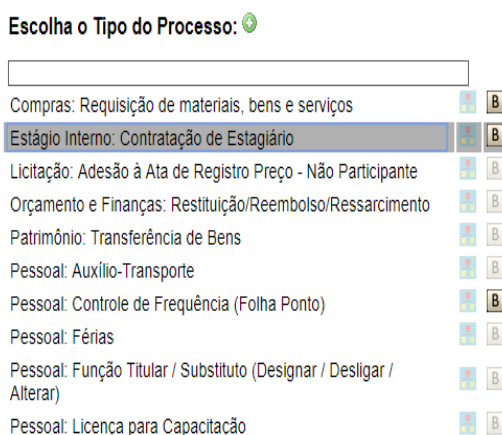 Escolha o Tipo do Processo:
Compras: Requisição de materiais, bens e serviços B
Estágio Interno: Contratação de Estagiário B
Licitação: Adesão à Ata de Registro Preço - Não Participante B
Orçamento e Finanças: Restituição/Reembolso/Ressarcimento B
Patrimônio: Transferência de Bens B
Pessoal: Auxílio-Transporte B
Pessoal: Controle de Frequência (Folha Ponto) B
Pessoal: Férias B
Pessoal: Função Titular / Substituto (Designar / Desligar /
Alterar) B
Pessoal: Licença para Capacitação B